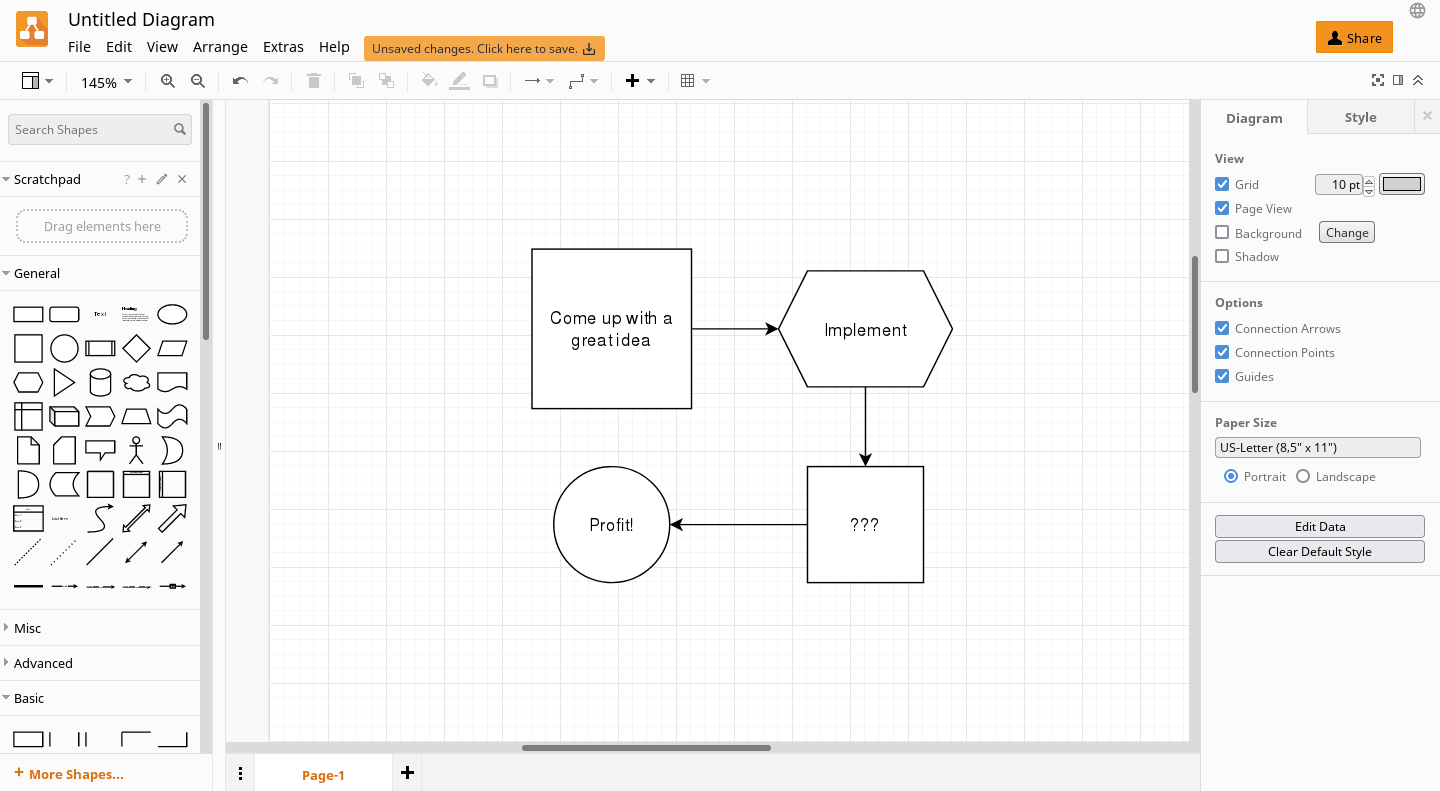 Untitled Diagram
File Edit View Arrange Extras Help
Unsaved changes. Click here to save.
Share
145%
Search Shapes
Scratchpad
?
Drag elements here
General
Text
Heading
Misc
Advanced
Basic
+ More Shapes...
Come up with a
great idea
Implement
???
Profit!
Page-1
Diagram
Style
View
Grid
10 pt
Page View
Background
Change
Shadow
Options
Connection Arrows
Connection Points
Guides
Paper Size
US-Letter (8,5" x 11")
Portrait
Landscape
Edit Data
Clear Default Style